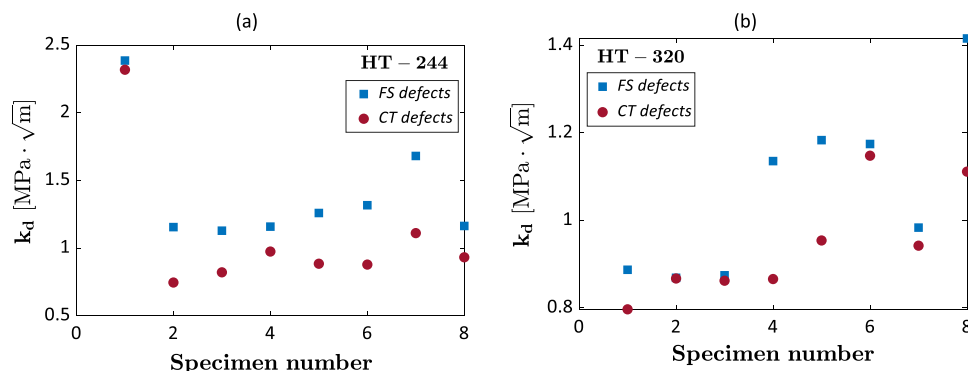 (a)
HT – 244
FS defects
CT defects
k_d [MPa · √m]
2.5
2
1.5
1
0.5
0 2 4 6 8
Specimen number
(b)
HT – 320
FS defects
CT defects
k_d [MPa · √m]
1.4
1.2
1
0.8
0 2 4 6 8
Specimen number